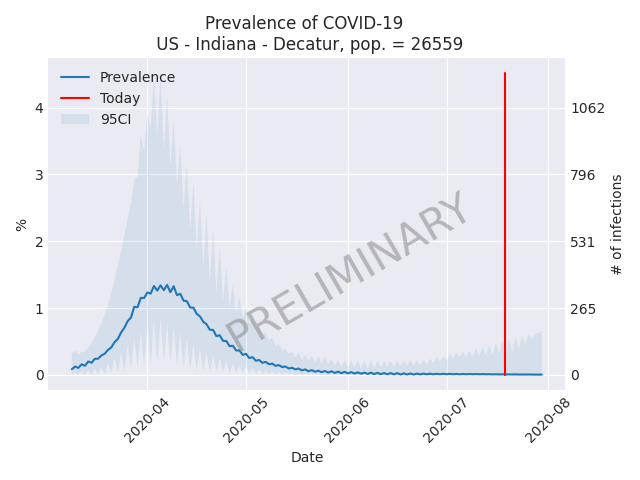 Prevalence of COVID-19
US - Indiana - Decatur, pop. = 26559
Prevalence
Today
95CI
%
4
3
2
1
0
1062
796
531
265
0
# of infections
PRELIMINARY
2020-04
2020-05
2020-06
2020-07
2020-08
Date